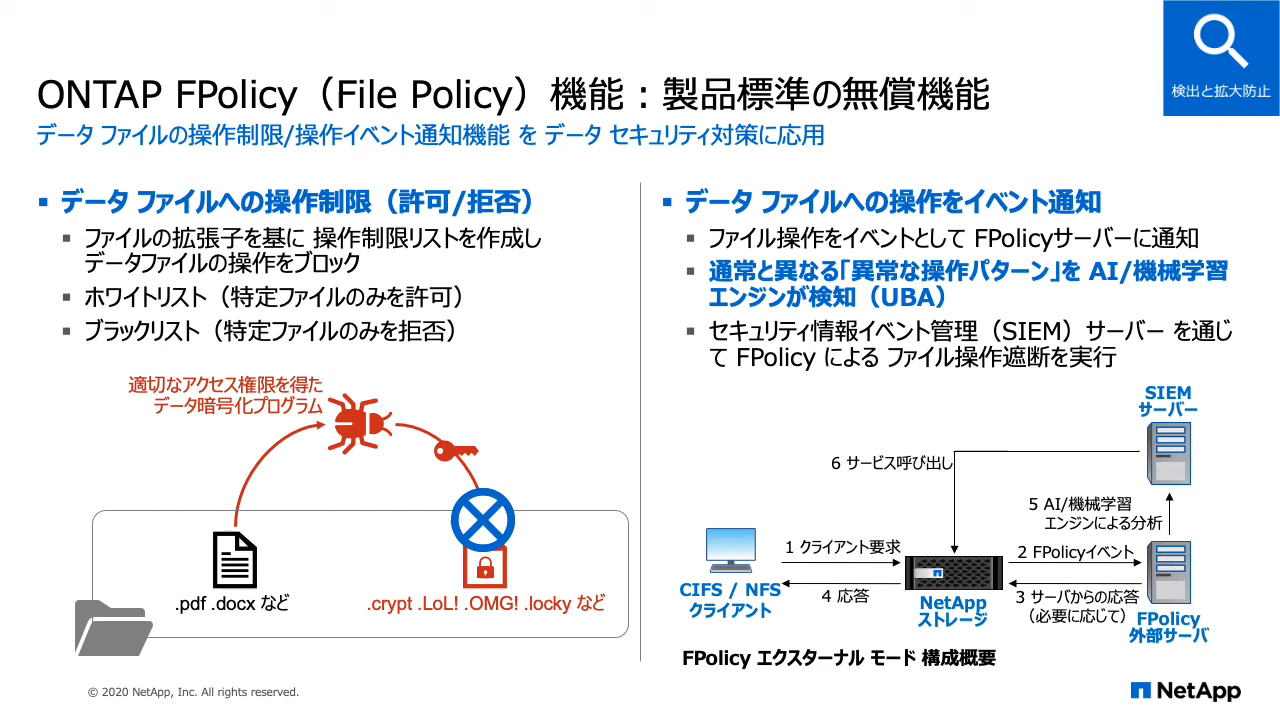 検出と拡大防止
ONTAP FPolicy（File Policy）機能：製品標準の無償機能
データ ファイルの操作制限/操作イベント通知機能 を データ セキュリティ対策に応用
データ ファイルへの操作制限（許可/拒否）
ファイルの拡張子を基に 操作制限リストを作成し
データファイルの操作をブロック
ホワイトリスト（特定ファイルのみを許可）
ブラックリスト（特定ファイルのみを拒否）
適切なアクセス権限を得た
データ暗号化プログラム
.pdf .docx など
.crypt .LoL! .OMG! .locky など
データ ファイルへの操作をイベント通知
ファイル操作をイベントとして FPolicyサーバーに通知
通常と異なる「異常な操作パターン」を AI/機械学習
エンジンが検知（UBA）
セキュリティ情報イベント管理（SIEM）サーバー を通じ
て FPolicy による ファイル操作遮断を実行
SIEM
サーバー
6 サービス呼び出し
5 AI/機械学習
エンジンによる分析
1 クライアント要求
2 FPolicyイベント
CIFS / NFS
クライアント
4 応答
NetApp
ストレージ
3 サーバからの応答
（必要に応じて）
FPolicy
外部サーバ
FPolicy エクスターナル モード 構成概要
© 2020 NetApp, Inc. All rights reserved.
NetApp